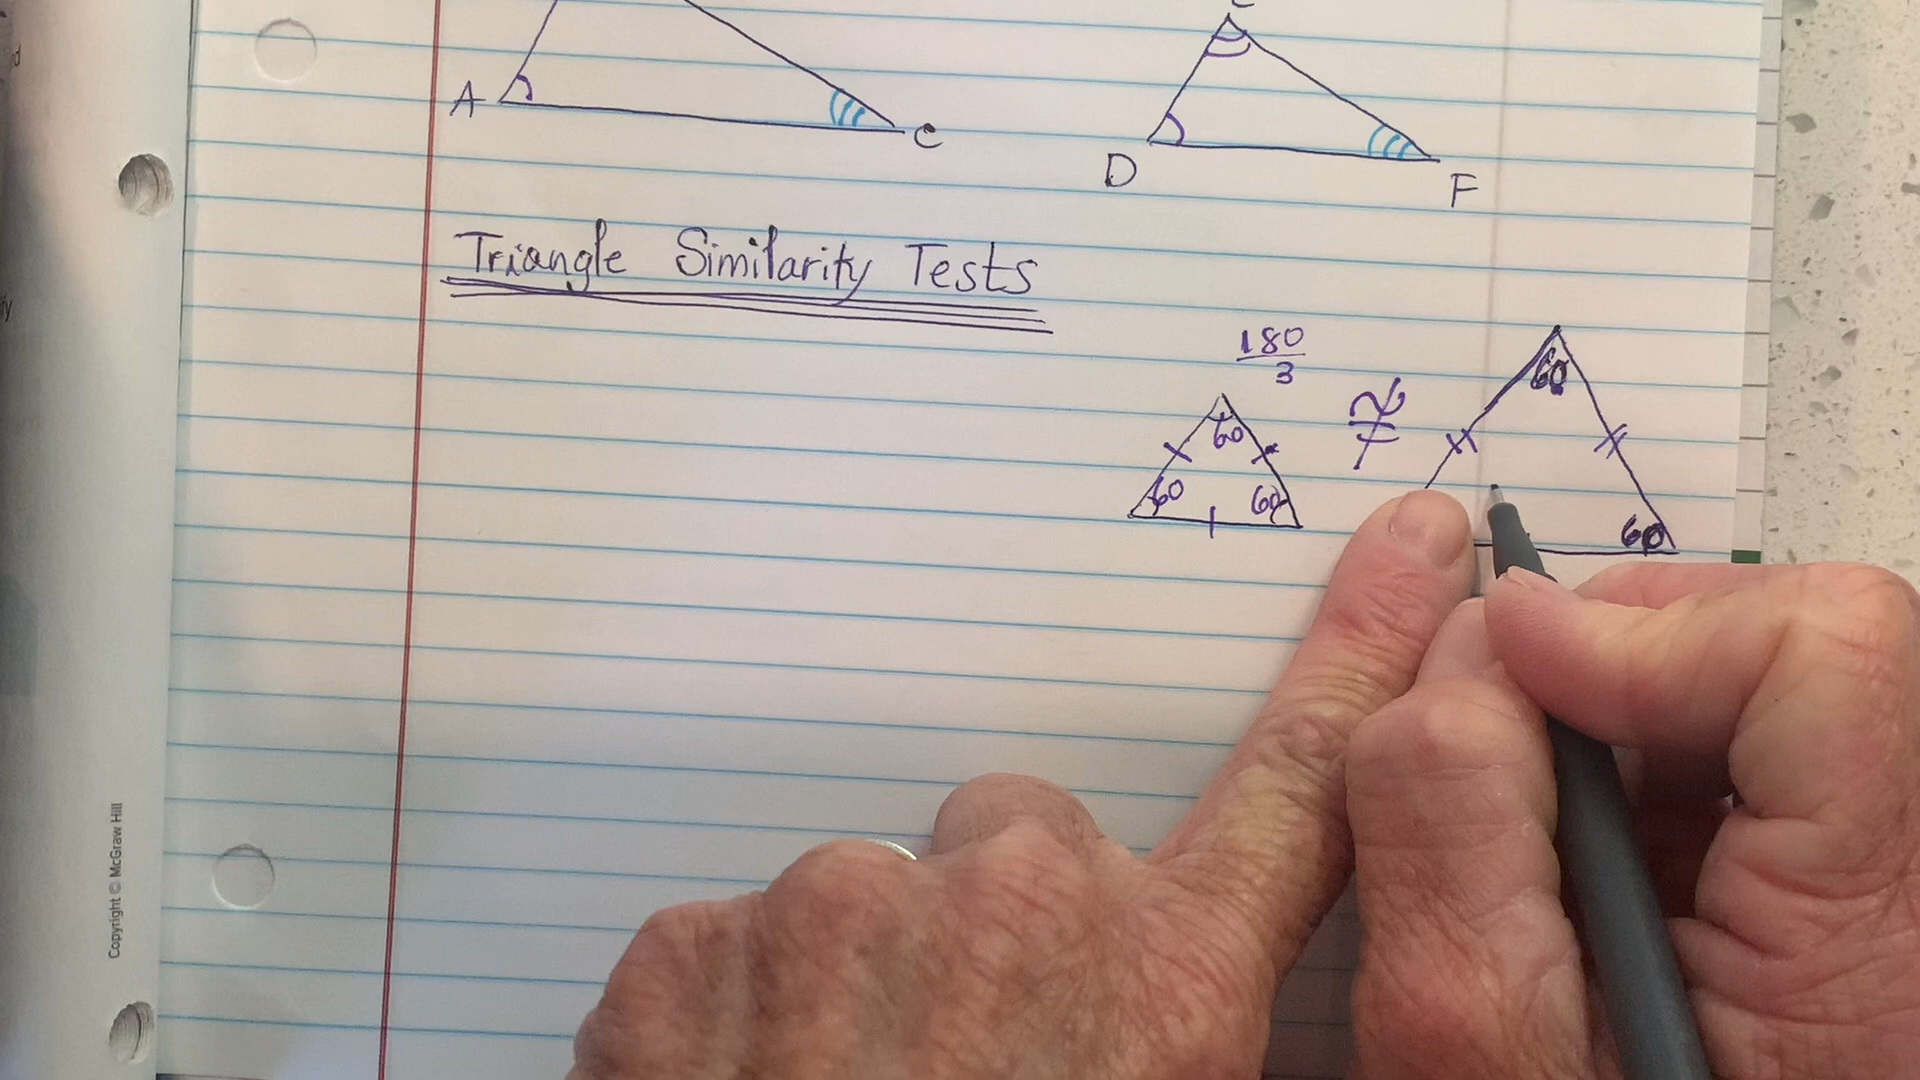 A
C
D
F
Triangle Similarity Tests
180
3
60
60
60
≇
60
60
Copyright © McGraw Hill